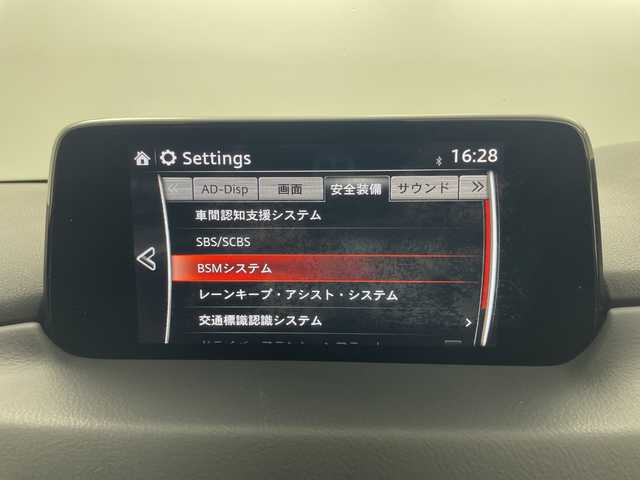 Settings 16:28
AD-Disp 画面 安全装備 サウンド
車間認知支援システム
SBS/SCBS
BSMシステム
レーンキープ・アシスト・システム
交通標識認識システム